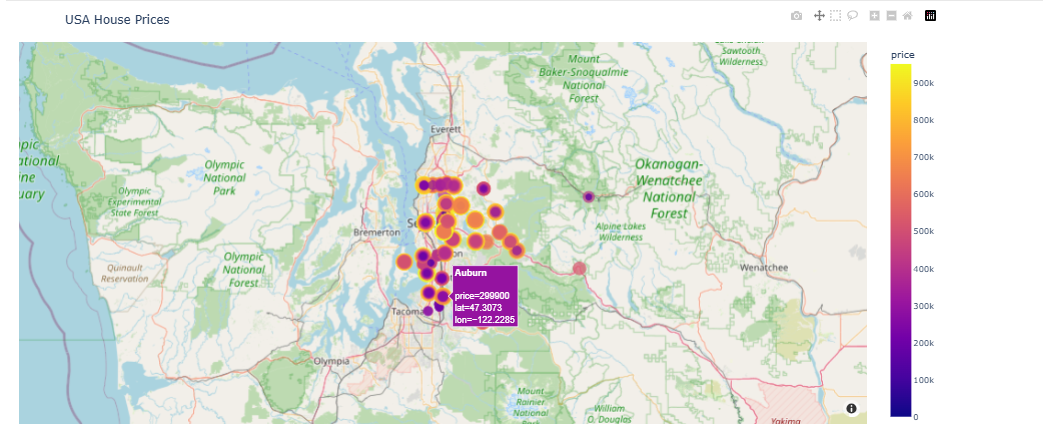 USA House Prices
price
900k
800k
700k
600k
500k
400k
300k
200k
100k
0
Sawtooth
Wilderness
Mount
Baker-Snoqualmie
National
Forest
Everett
Olympic
National
Park
Okanogan-
Wenatchee
National
Forest
Olympic
Experimental
State Forest
Alpine Lakes
Wilderness
Bremerton
Quinault
Reservation
Olympic
National
Forest
Wenatchee
Auburn
price=299900
lat=47.3073
lon=−122.2285
Tacoma
Olympia
Mount
Rainier
National
William
O. Douglas
Yakima